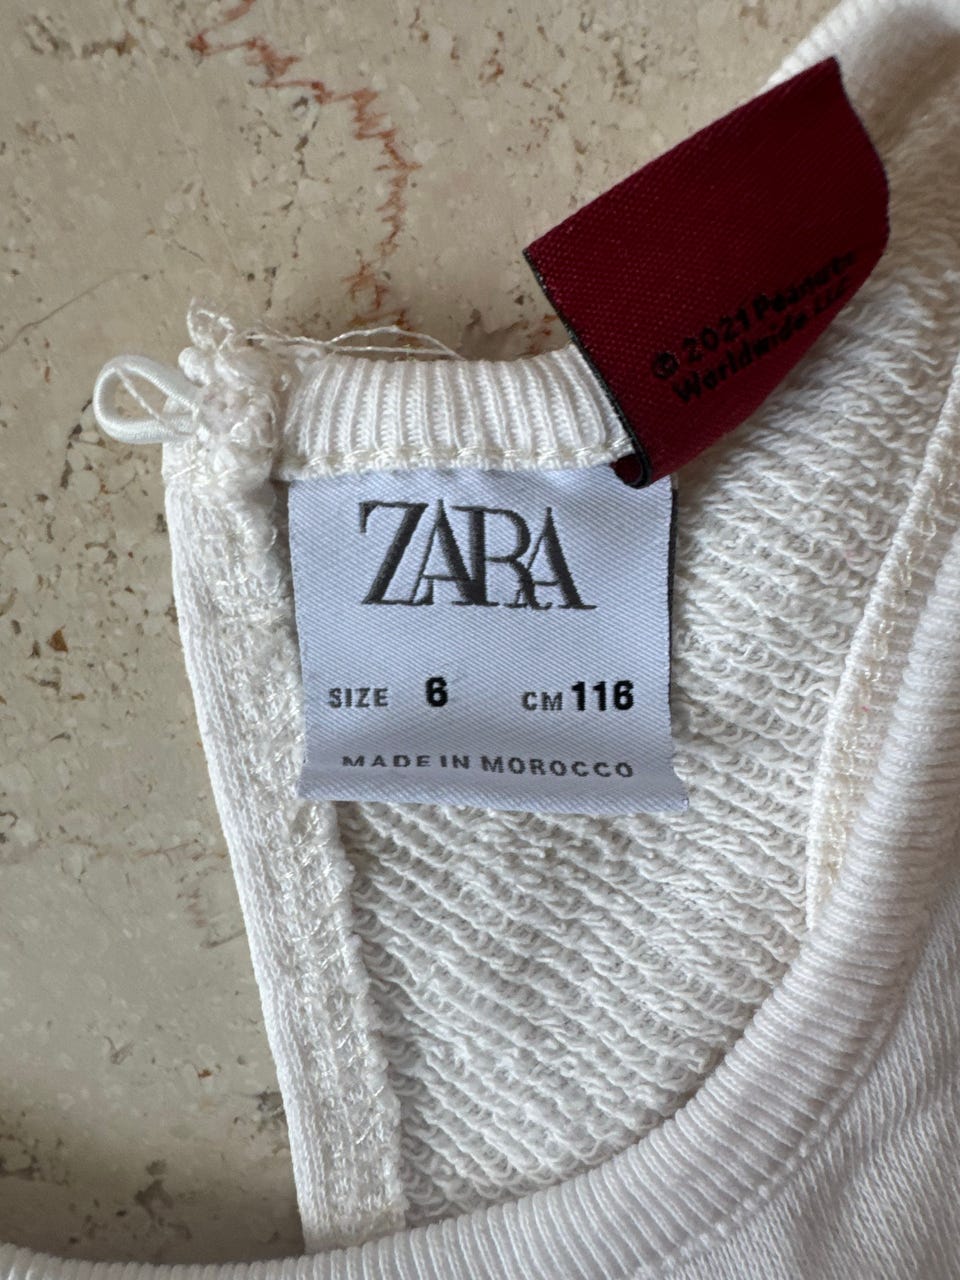 © 2021 Peanuts
Worldwide LLC
ZARA
SIZE 6 CM 116
MADE IN MOROCCO